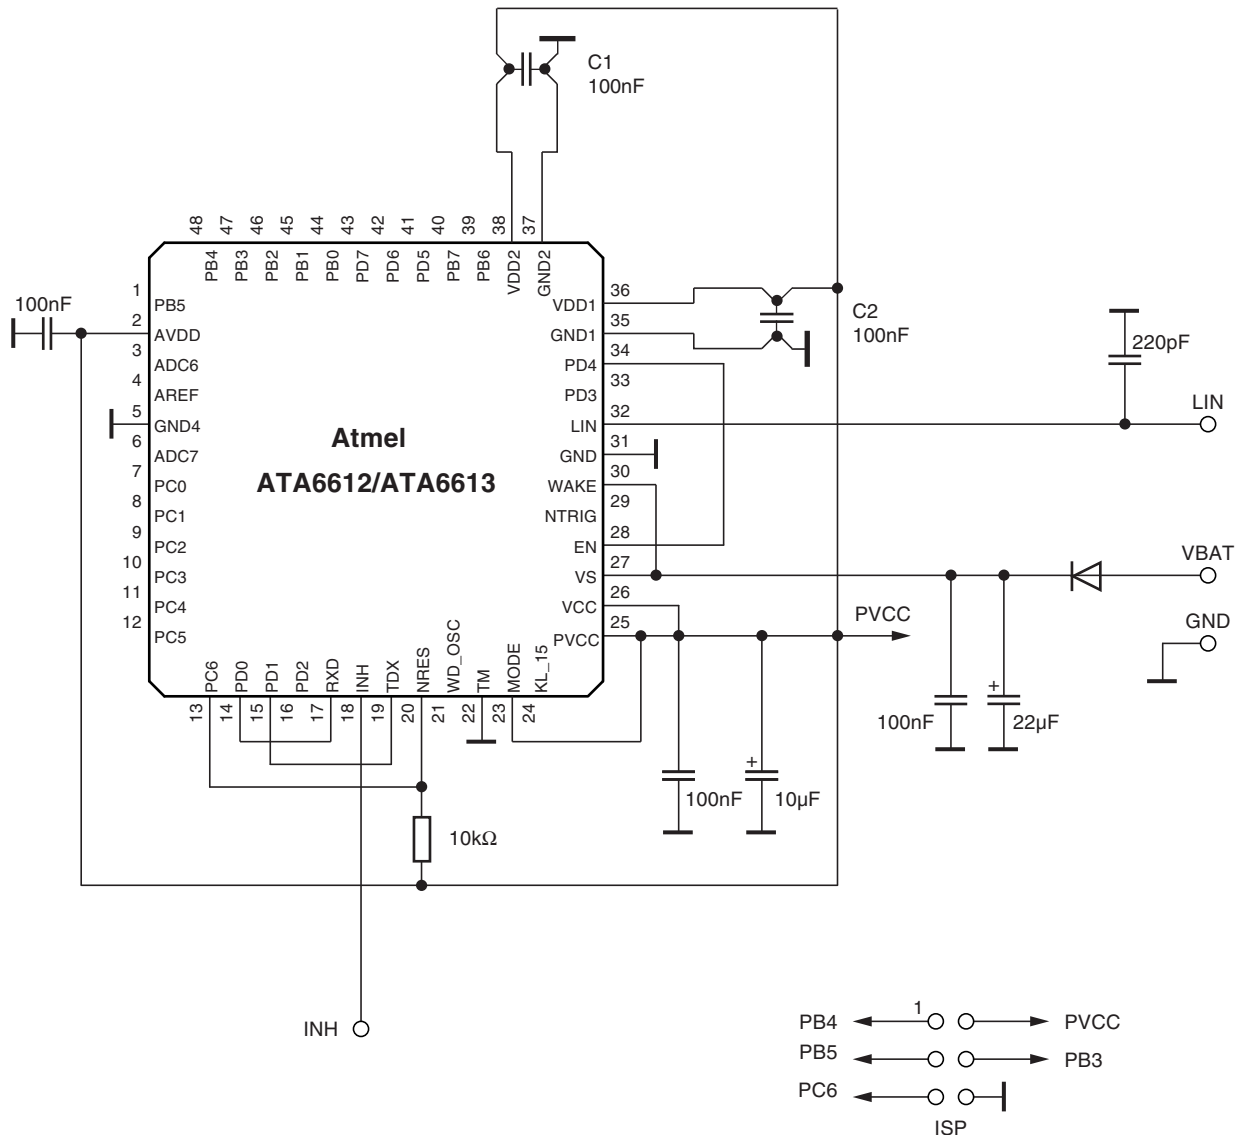 C1
100nF
48 47 46 45 44 43 42 41 40 39 38 37
PB4 PB3 PB2 PB1 PB0 PD7 PD6 PD5 PB7 PB6 VDD2 GND2
1 PB5
100nF
2 AVDD
3 ADC6
4 AREF
5 GND4
6 ADC7
7 PC0
8 PC1
9 PC2
10 PC3
11 PC4
12 PC5
Atmel
ATA6612/ATA6613
VDD1 36
GND1 35
PD4 34
PD3 33
LIN 32
GND 31
WAKE 30
NTRIG 29
EN 28
VS 27
VCC 26
PVCC 25
C2
100nF
220pF
LIN
VBAT
GND
PVCC
PC6 PD0 PD1 PD2 RXD INH TDX NRES WD_OSC TM MODE KL_15
13 14 15 16 17 18 19 20 21 22 23 24
100nF
+
22µF
100nF
+
10µF
10kΩ
INH
PB4 1 PVCC
PB5 PB3
PC6
ISP